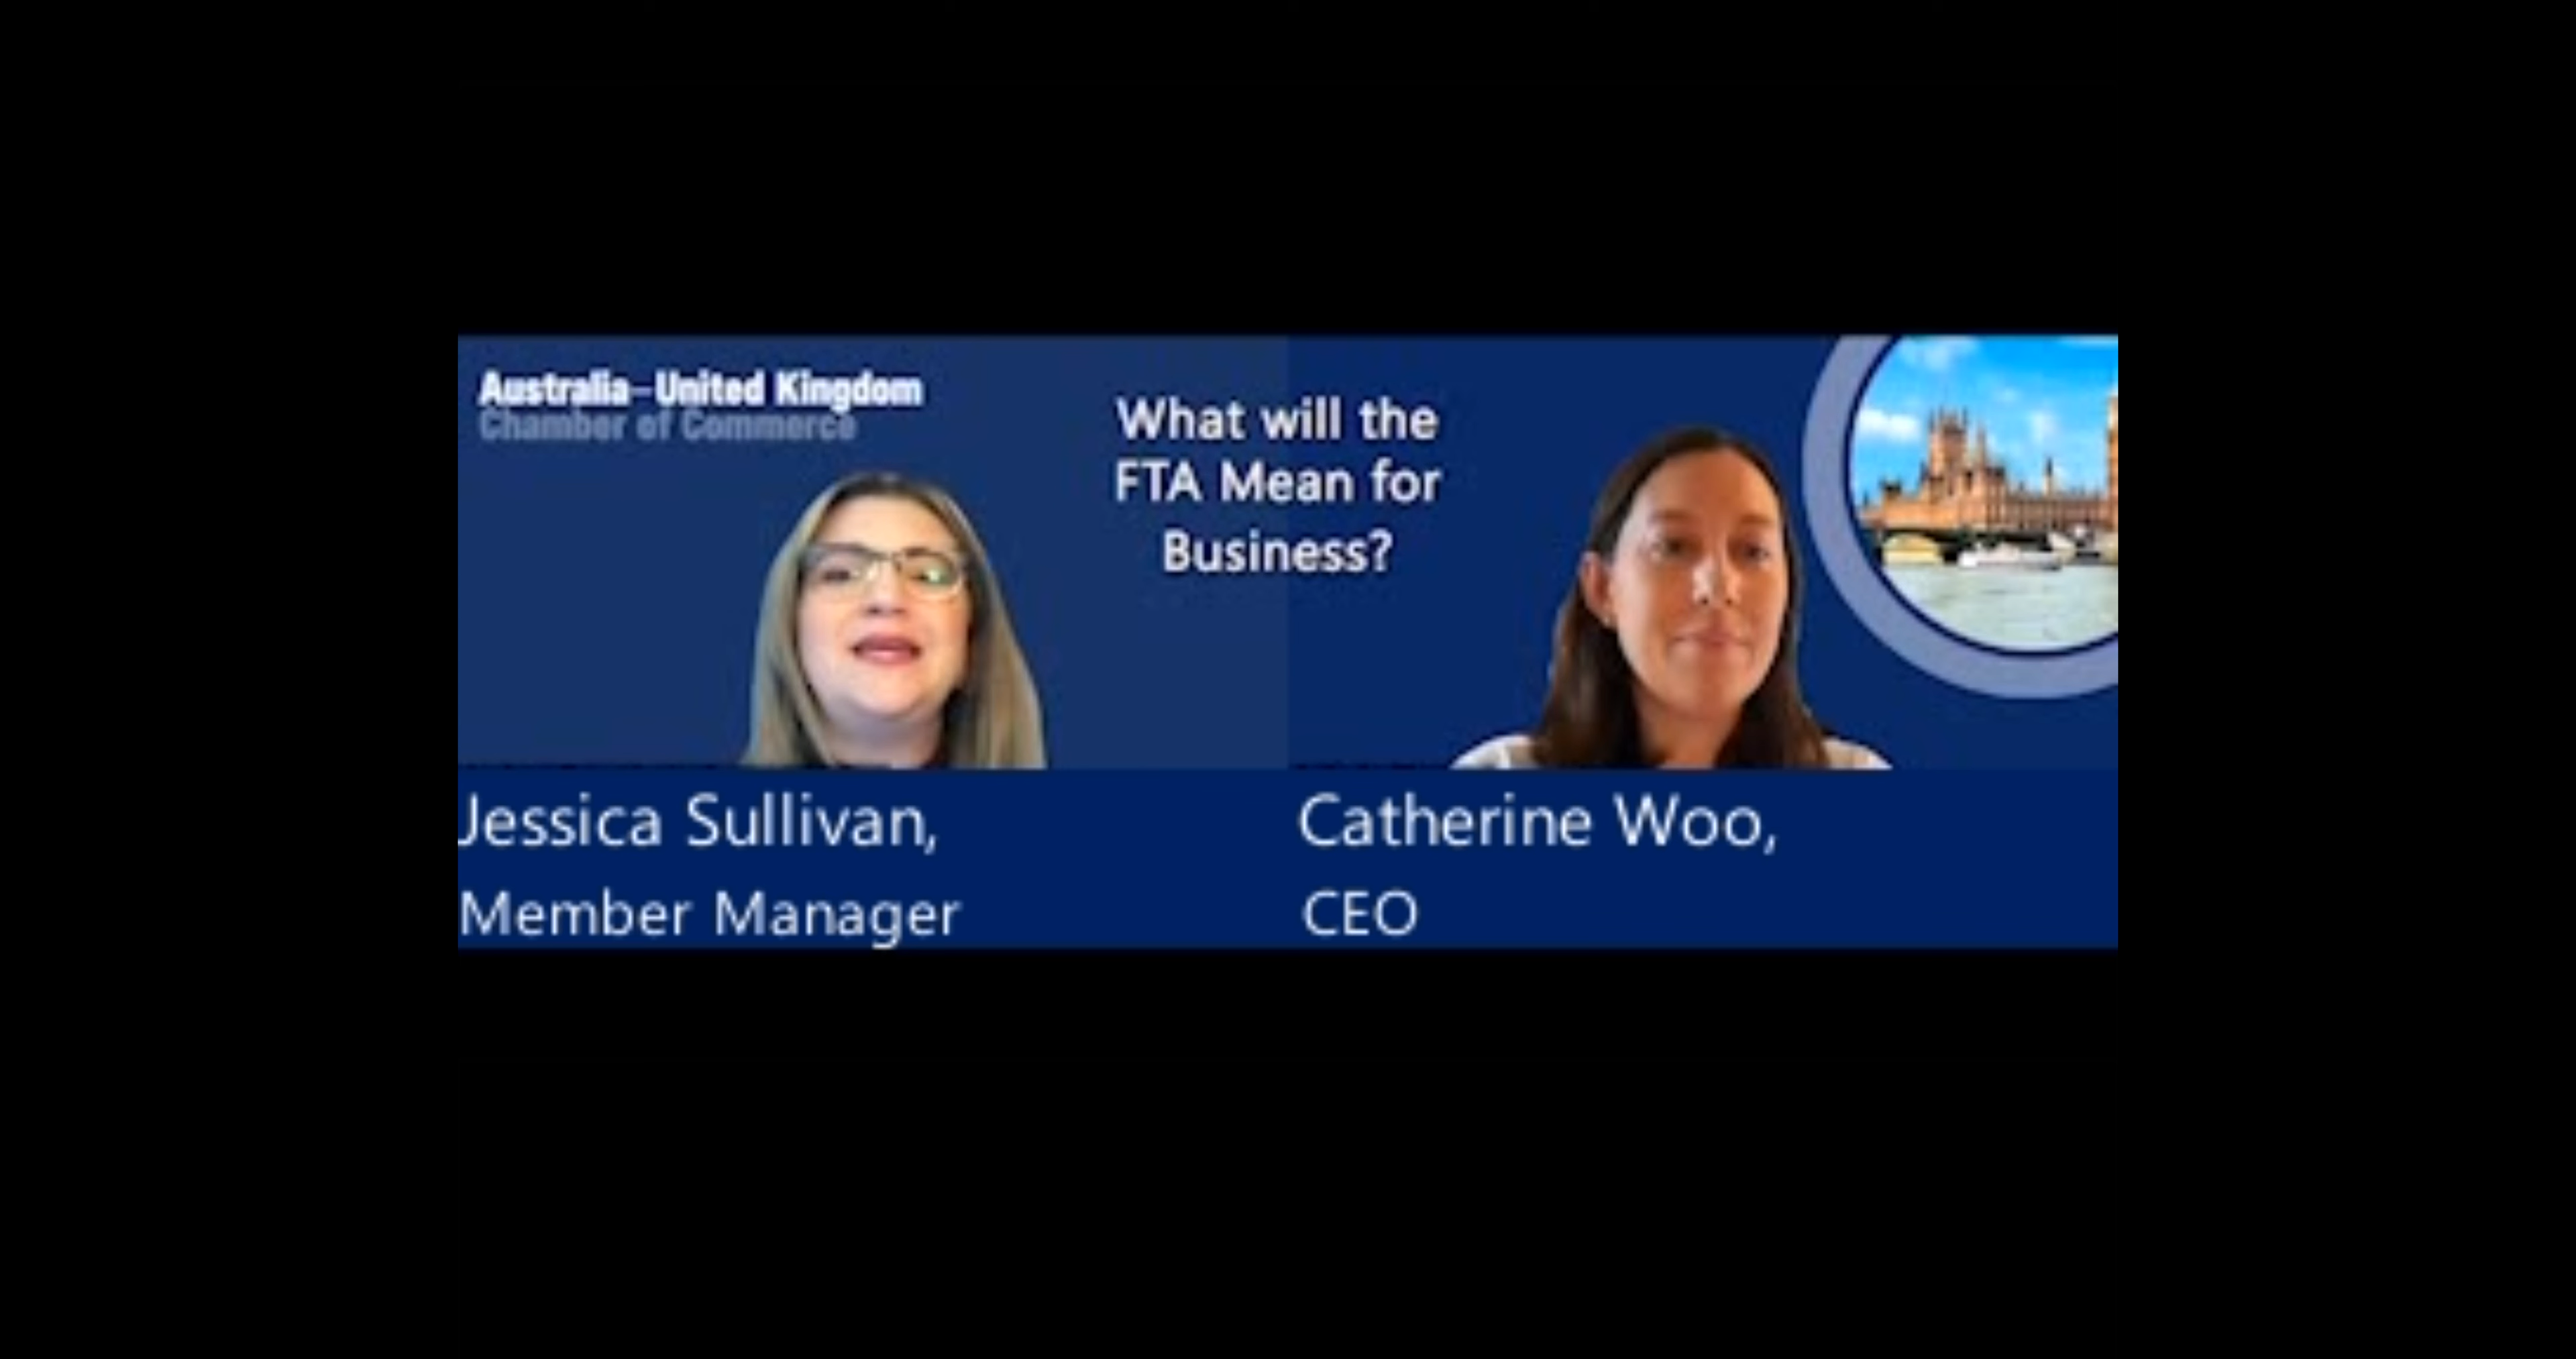 Australia–United Kingdom
Chamber of Commerce
What will the
FTA Mean for
Business?
Jessica Sullivan,
Member Manager
Catherine Woo,
CEO